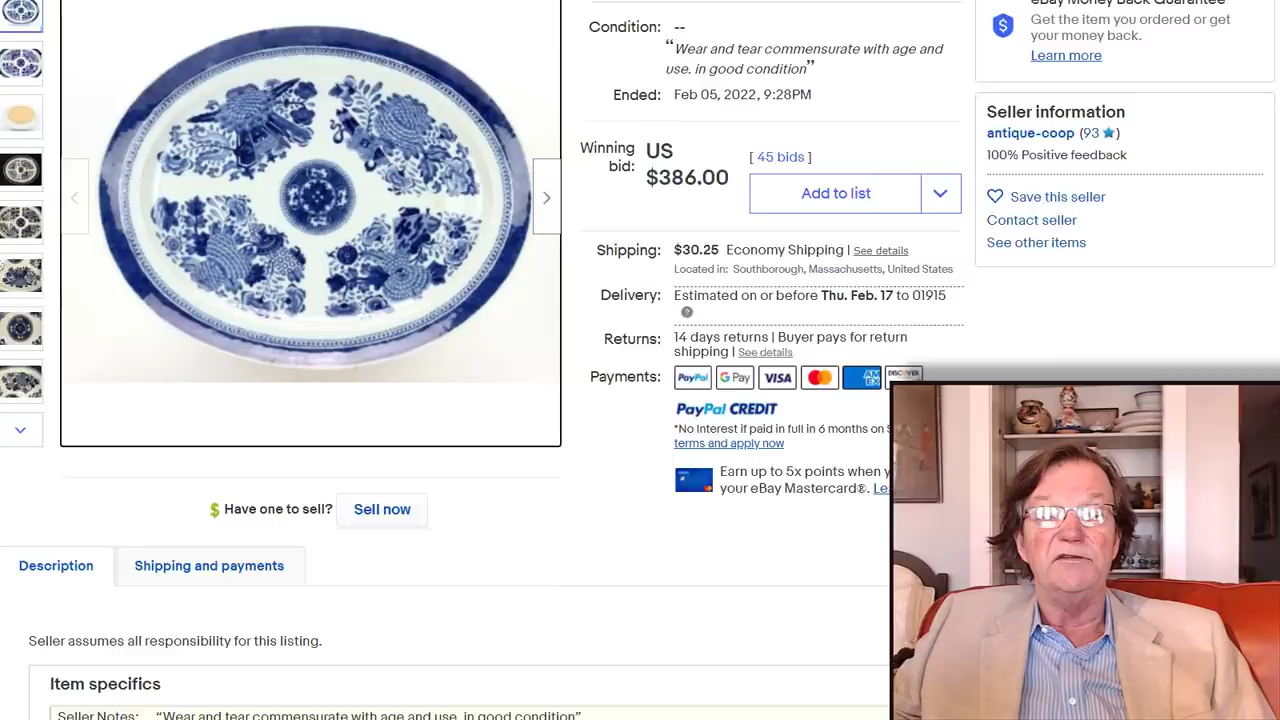 Condition: --
“Wear and tear commensurate with age and
use. in good condition”
Ended: Feb 05, 2022, 9:28PM
Winning bid: US $386.00 [ 45 bids ]
Add to list
Shipping: $30.25 Economy Shipping | See details
Located in: Southborough, Massachusetts, United States
Delivery: Estimated on or before Thu. Feb. 17 to 01915
?
Returns: 14 days returns | Buyer pays for return
shipping | See details
Payments: PayPal G Pay VISA AM EX DISCOVER
PayPal CREDIT
*No Interest if paid in full in 6 months on $
terms and apply now
Earn up to 5x points when y
your eBay Mastercard®. Le
eBay Money Back Guarantee
$
Get the item you ordered or get
your money back.
Learn more
Seller information
antique-coop (93 )
100% Positive feedback
Save this seller
Contact seller
See other items
$ Have one to sell? Sell now
Description
Shipping and payments
Seller assumes all responsibility for this listing.
Item specifics
Seller Notes: “Wear and tear commensurate with age and use. in good condition”